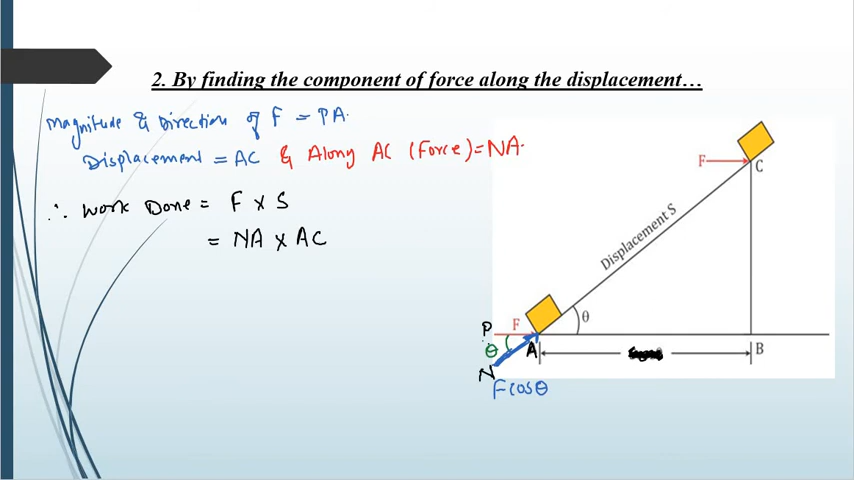 2. By finding the component of force along the displacement…
Magnitude & Direction of F = PA.
Displacement = AC & Along AC (Force) = NA.
∴ Work Done = F × S
= NA × AC
F
C
Displacement S
θ
P
F
θ
A
B
N
F cosθ